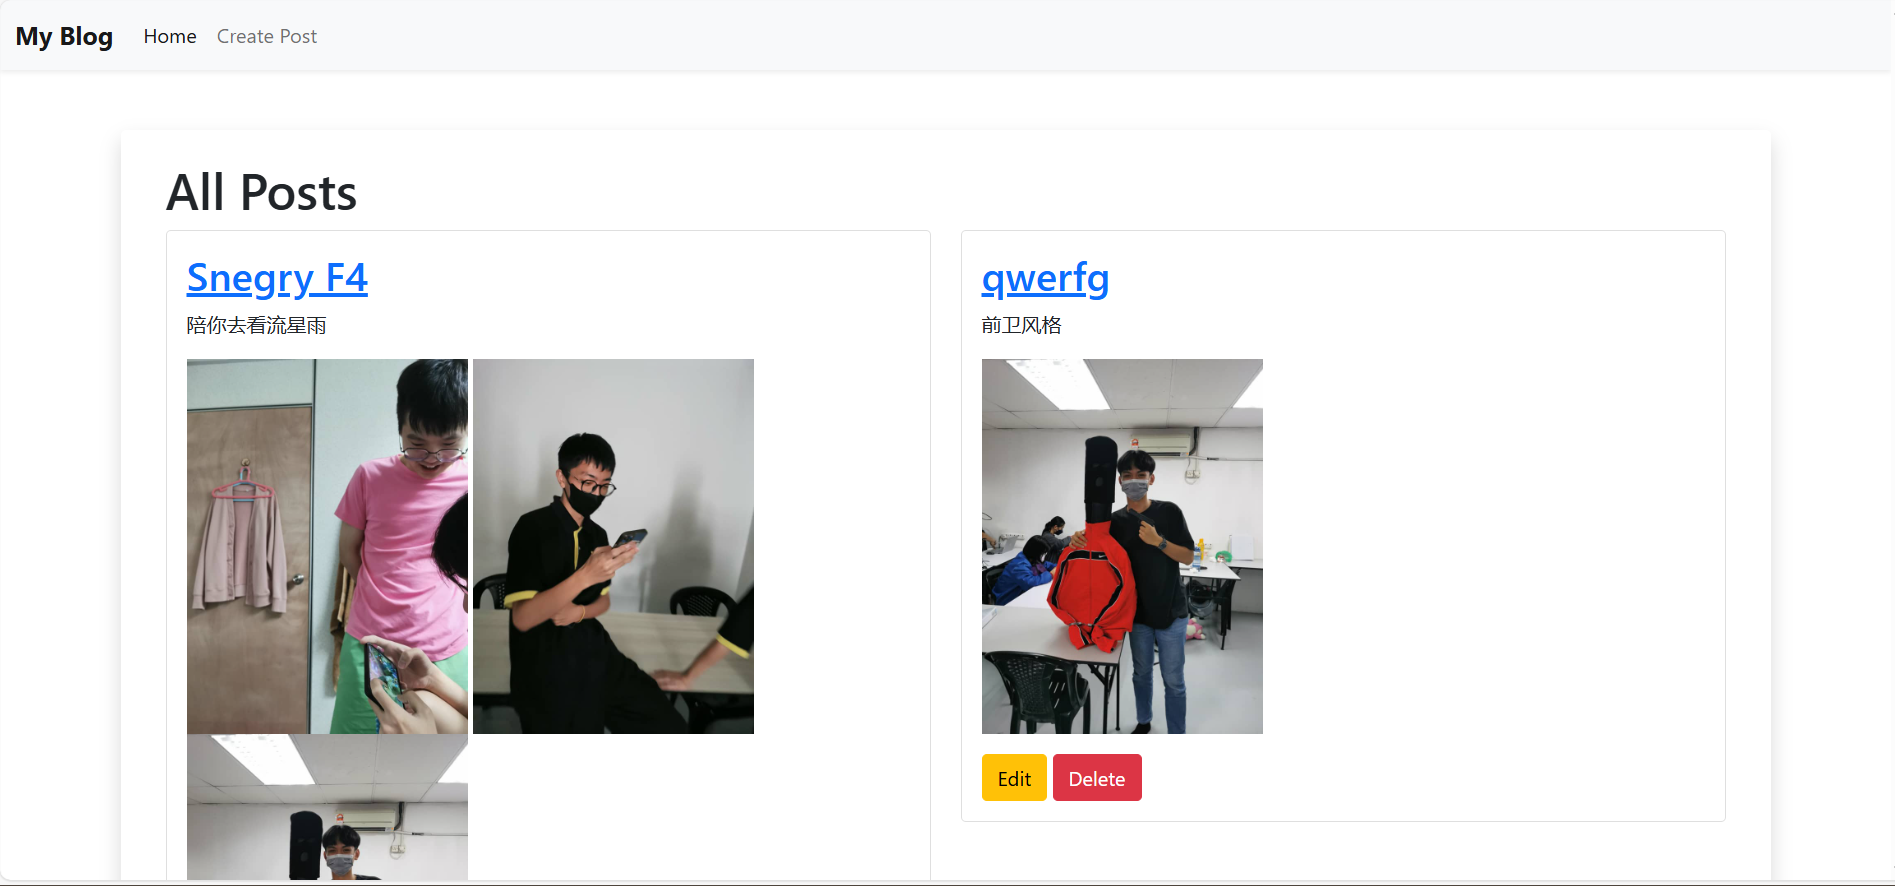 My Blog
Home
Create Post
All Posts
Snegry F4
陪你去看流星雨
qwerfg
前卫风格
Edit
Delete